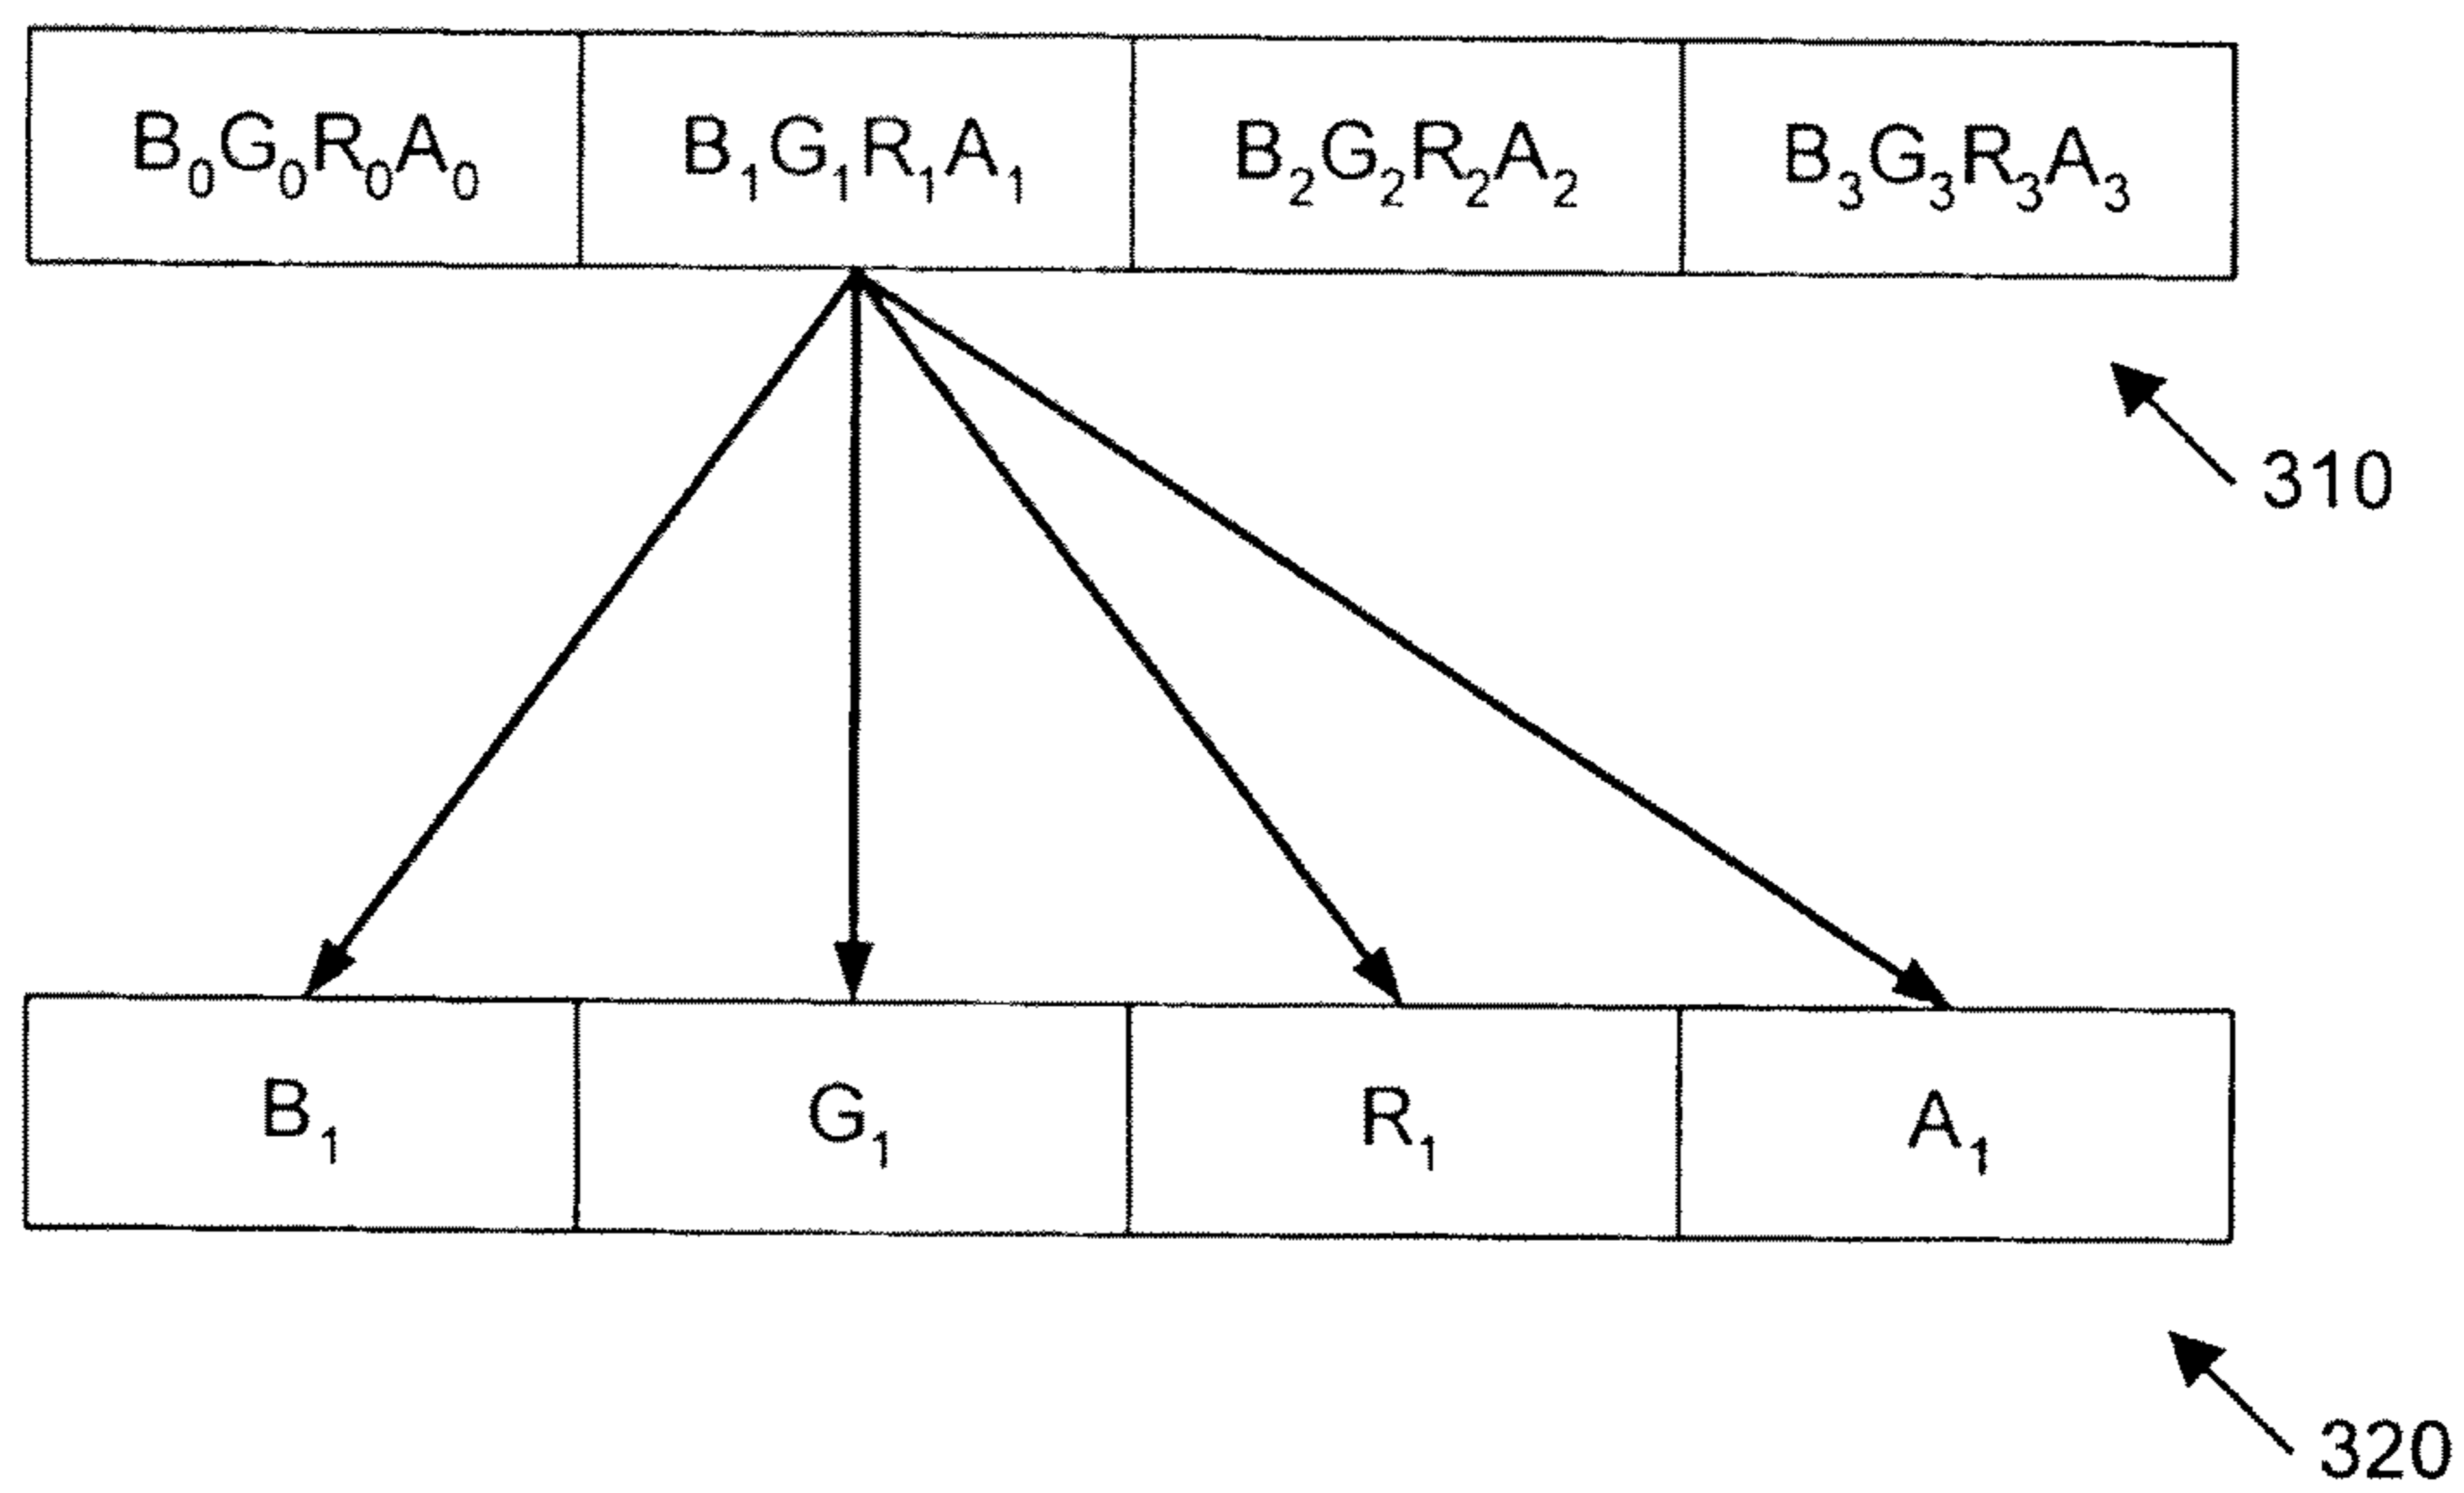 B₀G₀R₀A₀ B₁G₁R₁A₁ B₂G₂R₂A₂ B₃G₃R₃A₃
310
B₁ G₁ R₁ A₁
320